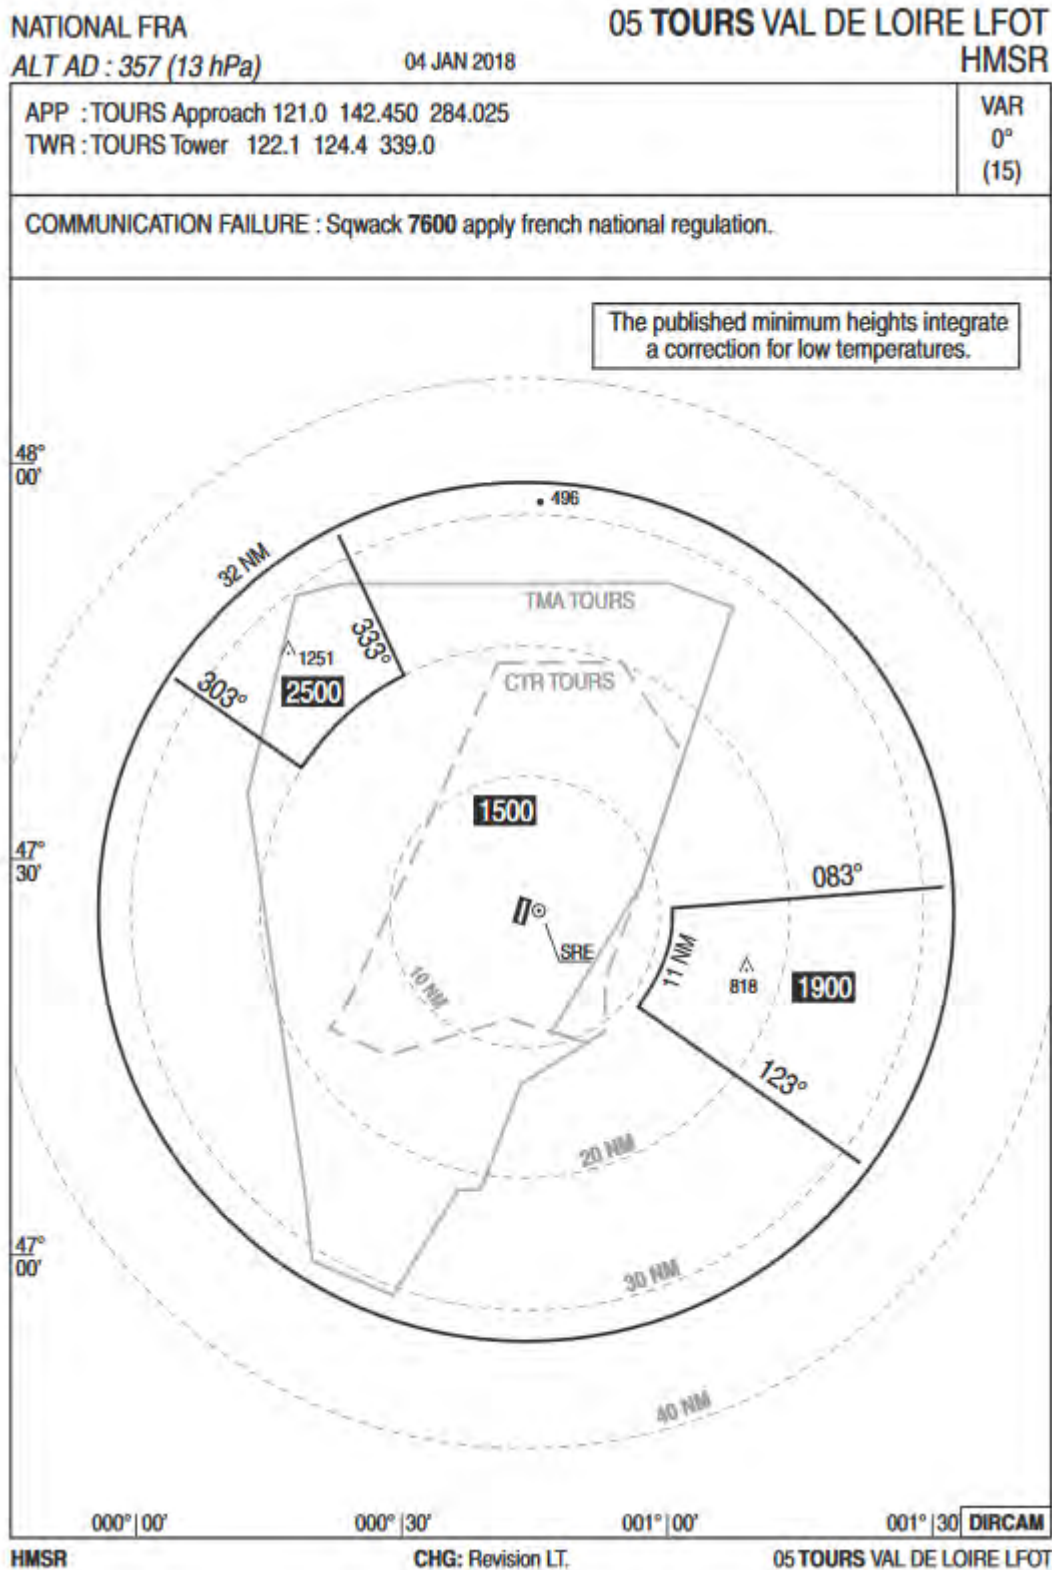 NATIONAL FRA
05 TOURS VAL DE LOIRE LFOT
ALT AD : 357 (13 hPa)
04 JAN 2018
HMSR
APP : TOURS Approach 121.0 142.450 284.025
TWR : TOURS Tower 122.1 124.4 339.0
VAR
0°
(15)
COMMUNICATION FAILURE : Sqwack 7600 apply french national regulation.
The published minimum heights integrate
a correction for low temperatures.
48°
00'
496
32 NM
TMA TOURS
333°
1251
303°
2500
CTR TOURS
1500
47°
30'
083°
SRE
11 NM
10 NM
818
1900
123°
20 NM
47°
00'
30 NM
40 NM
000° 00'
000° 30'
001° 00'
001° 30
DIRCAM
HMSR
CHG: Revision LT.
05 TOURS VAL DE LOIRE LFOT